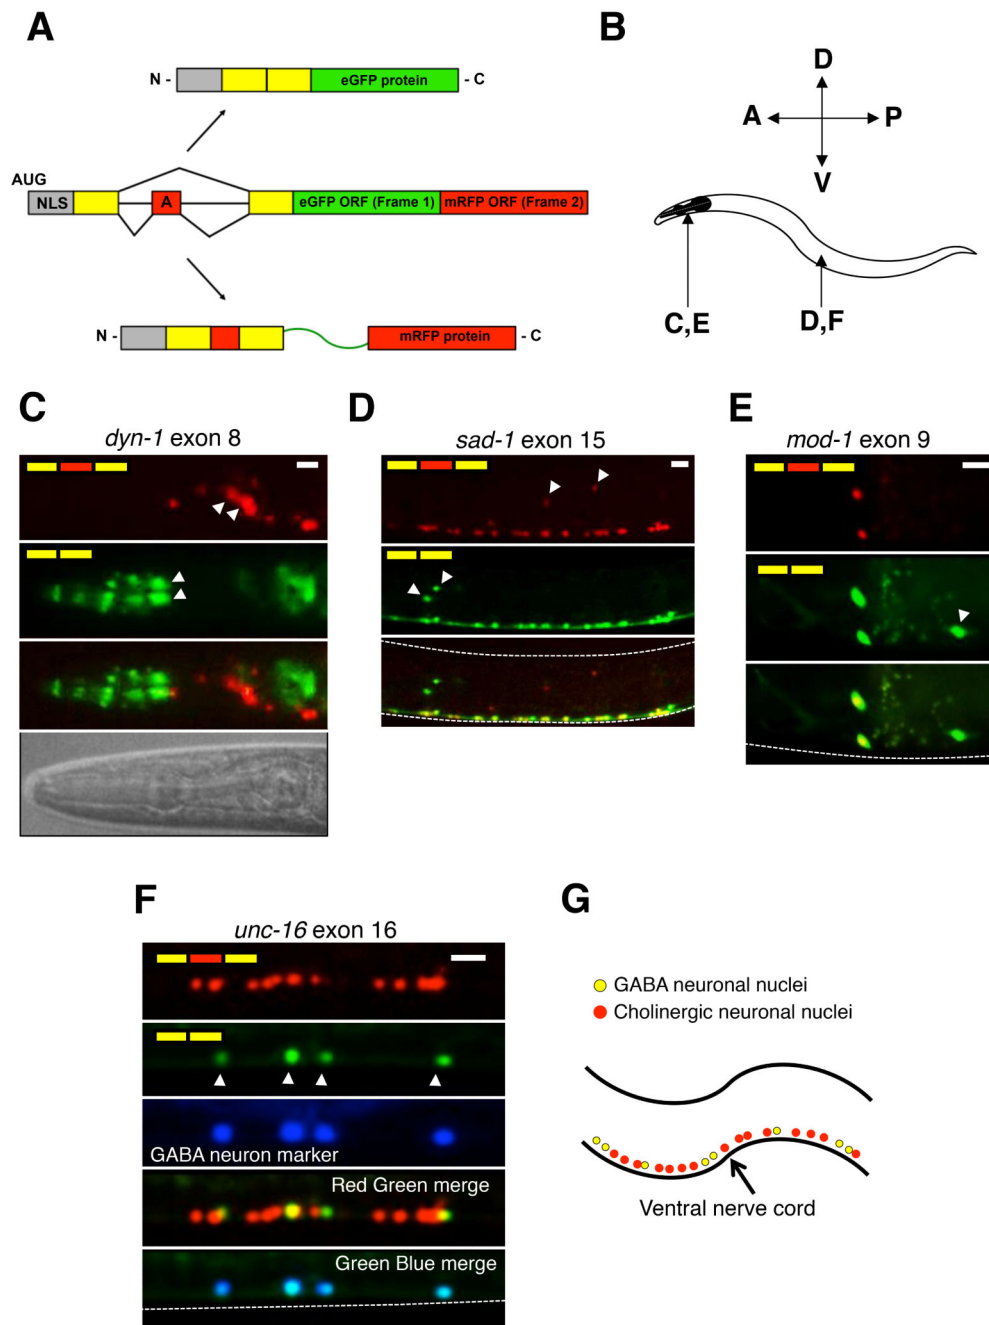 A
N -
eGFP protein
- C
AUG
NLS
A
eGFP ORF (Frame 1)
mRFP ORF (Frame 2)
N -
mRFP protein
- C
B
D
A
P
V
C,E
D,F
C
dyn-1 exon 8
D
sad-1 exon 15
E
mod-1 exon 9
F
unc-16 exon 16
GABA neuron marker
Red Green merge
Green Blue merge
G
GABA neuronal nuclei
Cholinergic neuronal nuclei
Ventral nerve cord